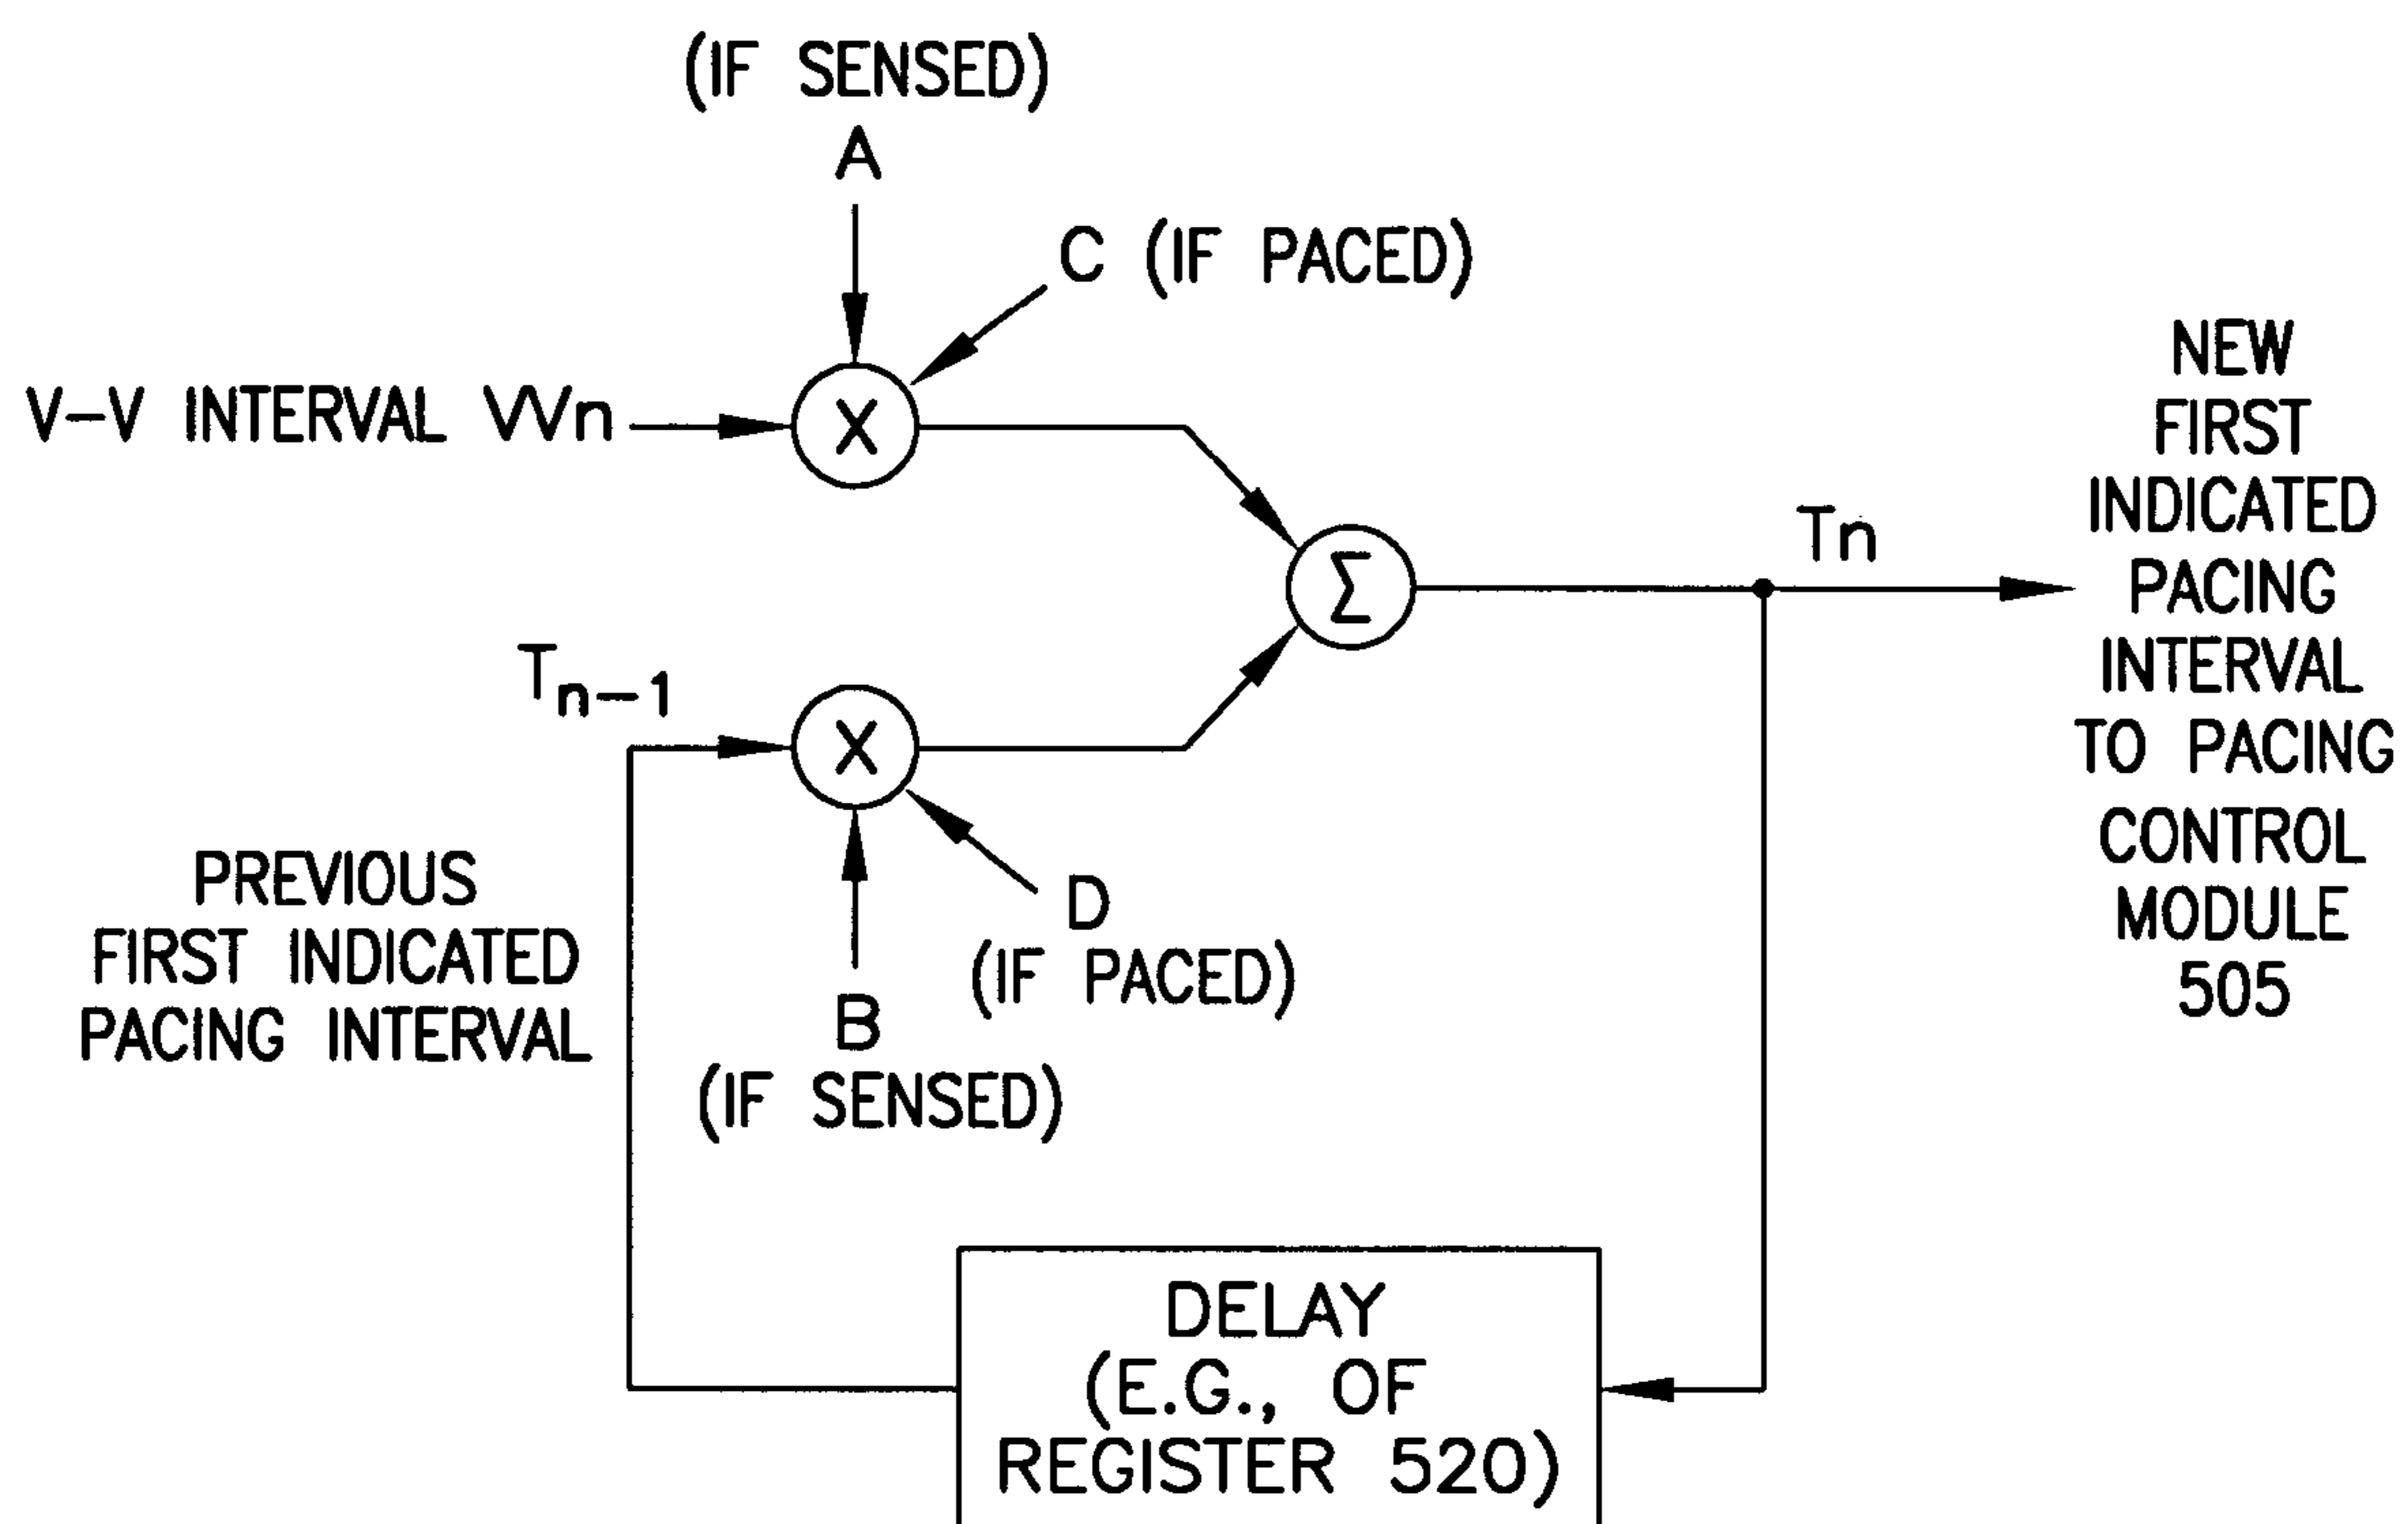 (IF SENSED)
A
C (IF PACED)
V-V INTERVAL VVn
X
NEW
FIRST
INDICATED
PACING
INTERVAL
TO PACING
CONTROL
MODULE
505
Tn
Σ
Tn-1
X
PREVIOUS
FIRST INDICATED
PACING INTERVAL
D
(IF PACED)
B
(IF SENSED)
DELAY
(E.G., OF
REGISTER 520)